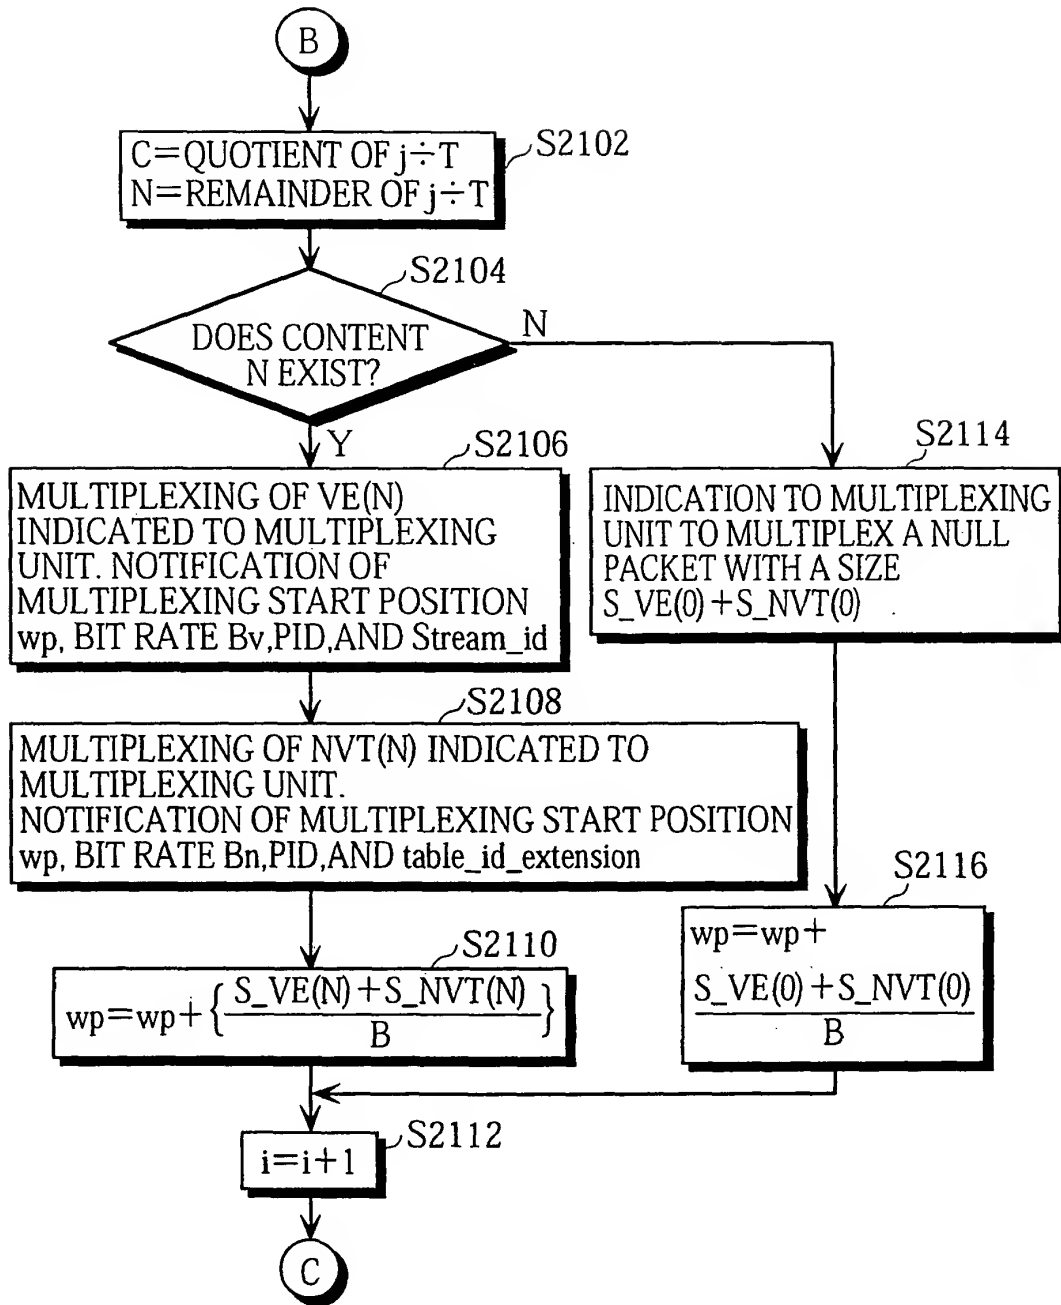 B
C=QUOTIENT OF j÷T
N=REMAINDER OF j÷T
S2102
S2104
DOES CONTENT
N EXIST?
N
Y
S2106
MULTIPLEXING OF VE(N)
INDICATED TO MULTIPLEXING
UNIT. NOTIFICATION OF
MULTIPLEXING START POSITION
wp, BIT RATE Bv,PID,AND Stream_id
S2114
INDICATION TO MULTIPLEXING
UNIT TO MULTIPLEX A NULL
PACKET WITH A SIZE
S_VE(0)+S_NVT(0)
S2108
MULTIPLEXING OF NVT(N) INDICATED TO
MULTIPLEXING UNIT.
NOTIFICATION OF MULTIPLEXING START POSITION
wp, BIT RATE Bn,PID,AND table_id_extension
S2110
wp=wp+{S_VE(N)+S_NVT(N)
B}
S2116
wp=wp+
S_VE(0)+S_NVT(0)
B
S2112
i=i+1
C